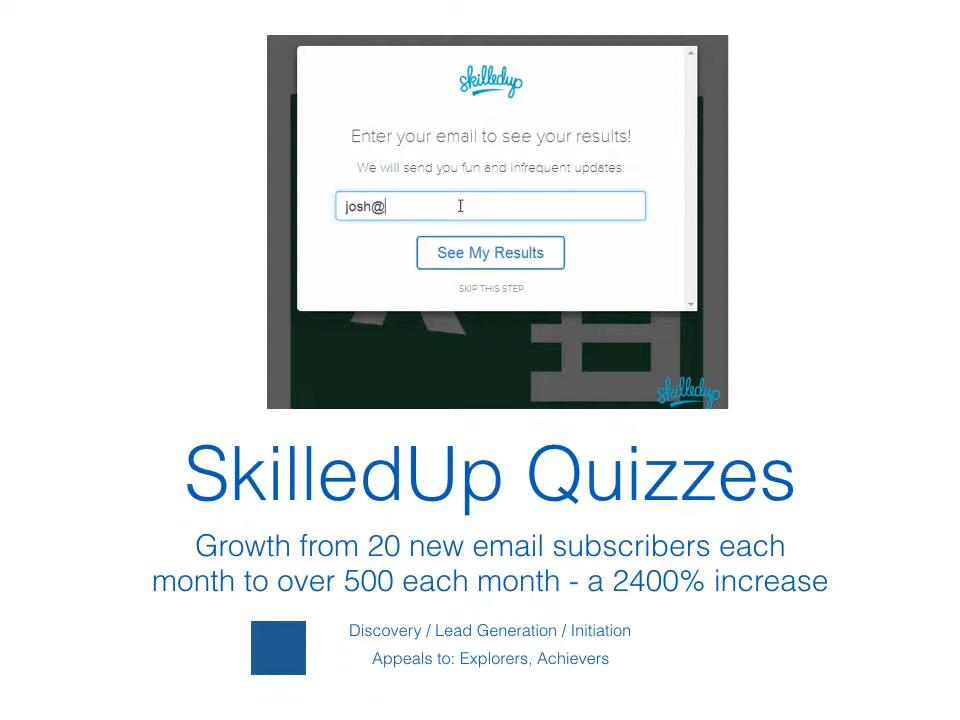 skilledup
Enter your email to see your results!
We will send you fun and infrequent updates.
josh@
See My Results
SKIP THIS STEP
skilledup
SkilledUp Quizzes
Growth from 20 new email subscribers each
month to over 500 each month - a 2400% increase
Discovery / Lead Generation / Initiation
Appeals to: Explorers, Achievers